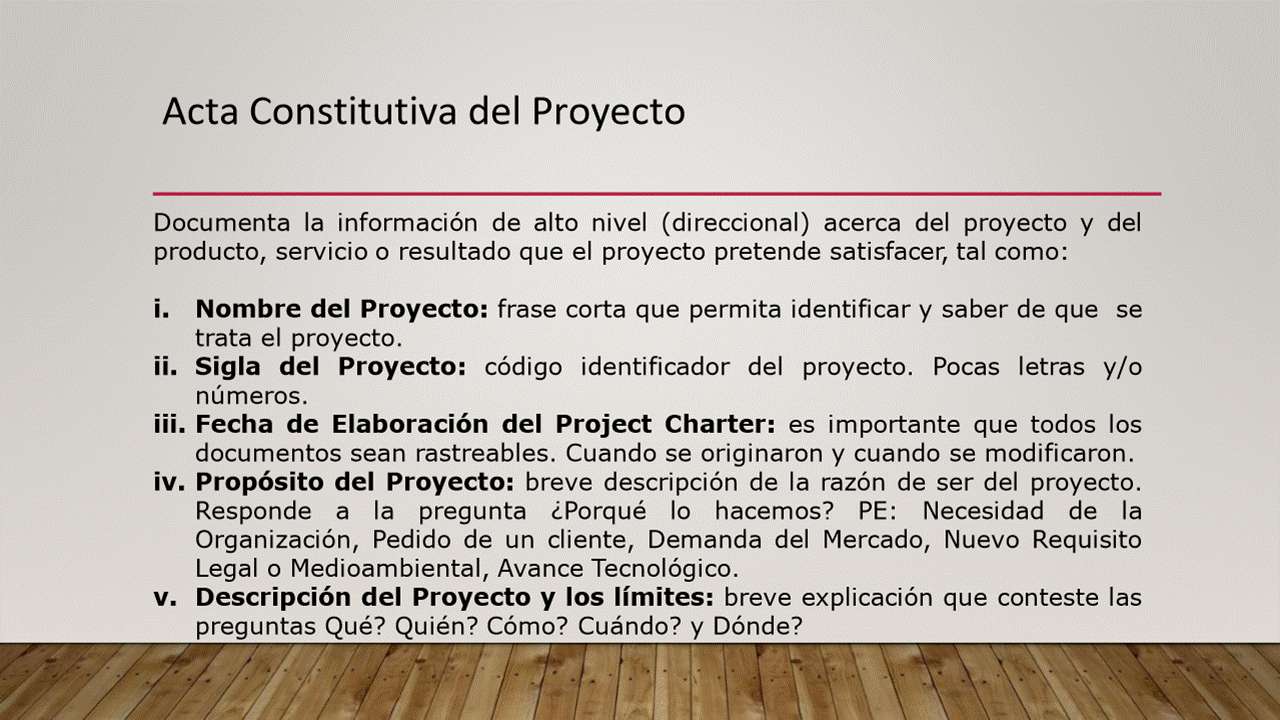 Acta Constitutiva del Proyecto
Documenta la información de alto nivel (direccional) acerca del proyecto y del
producto, servicio o resultado que el proyecto pretende satisfacer, tal como:
i. Nombre del Proyecto: frase corta que permita identificar y saber de que  se
trata el proyecto.
ii. Sigla del Proyecto: código identificador del proyecto. Pocas letras y/o
números.
iii. Fecha de Elaboración del Project Charter: es importante que todos los
documentos sean rastreables. Cuando se originaron y cuando se modificaron.
iv. Propósito del Proyecto: breve descripción de la razón de ser del proyecto.
Responde a la pregunta ¿Porqué lo hacemos? PE: Necesidad de la
Organización, Pedido de un cliente, Demanda del Mercado, Nuevo Requisito
Legal o Medioambiental, Avance Tecnológico.
v. Descripción del Proyecto y los límites: breve explicación que conteste las
preguntas Qué? Quién? Cómo? Cuándo? y Dónde?